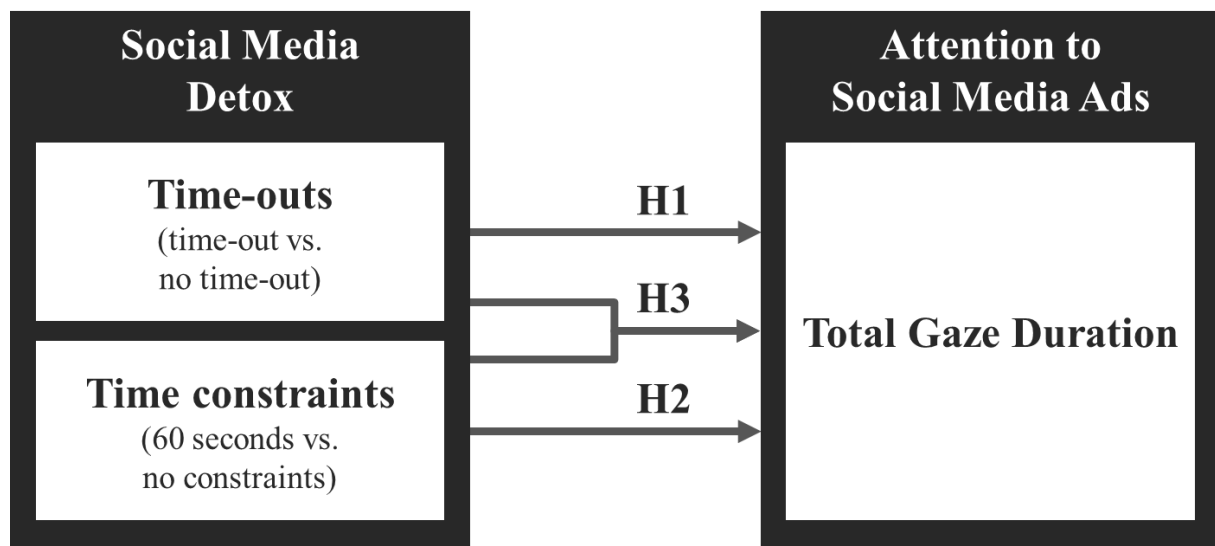 Social Media
Detox
Time-outs
(time-out vs.
no time-out)
Time constraints
(60 seconds vs.
no constraints)
H1
H3
H2
Attention to
Social Media Ads
Total Gaze Duration